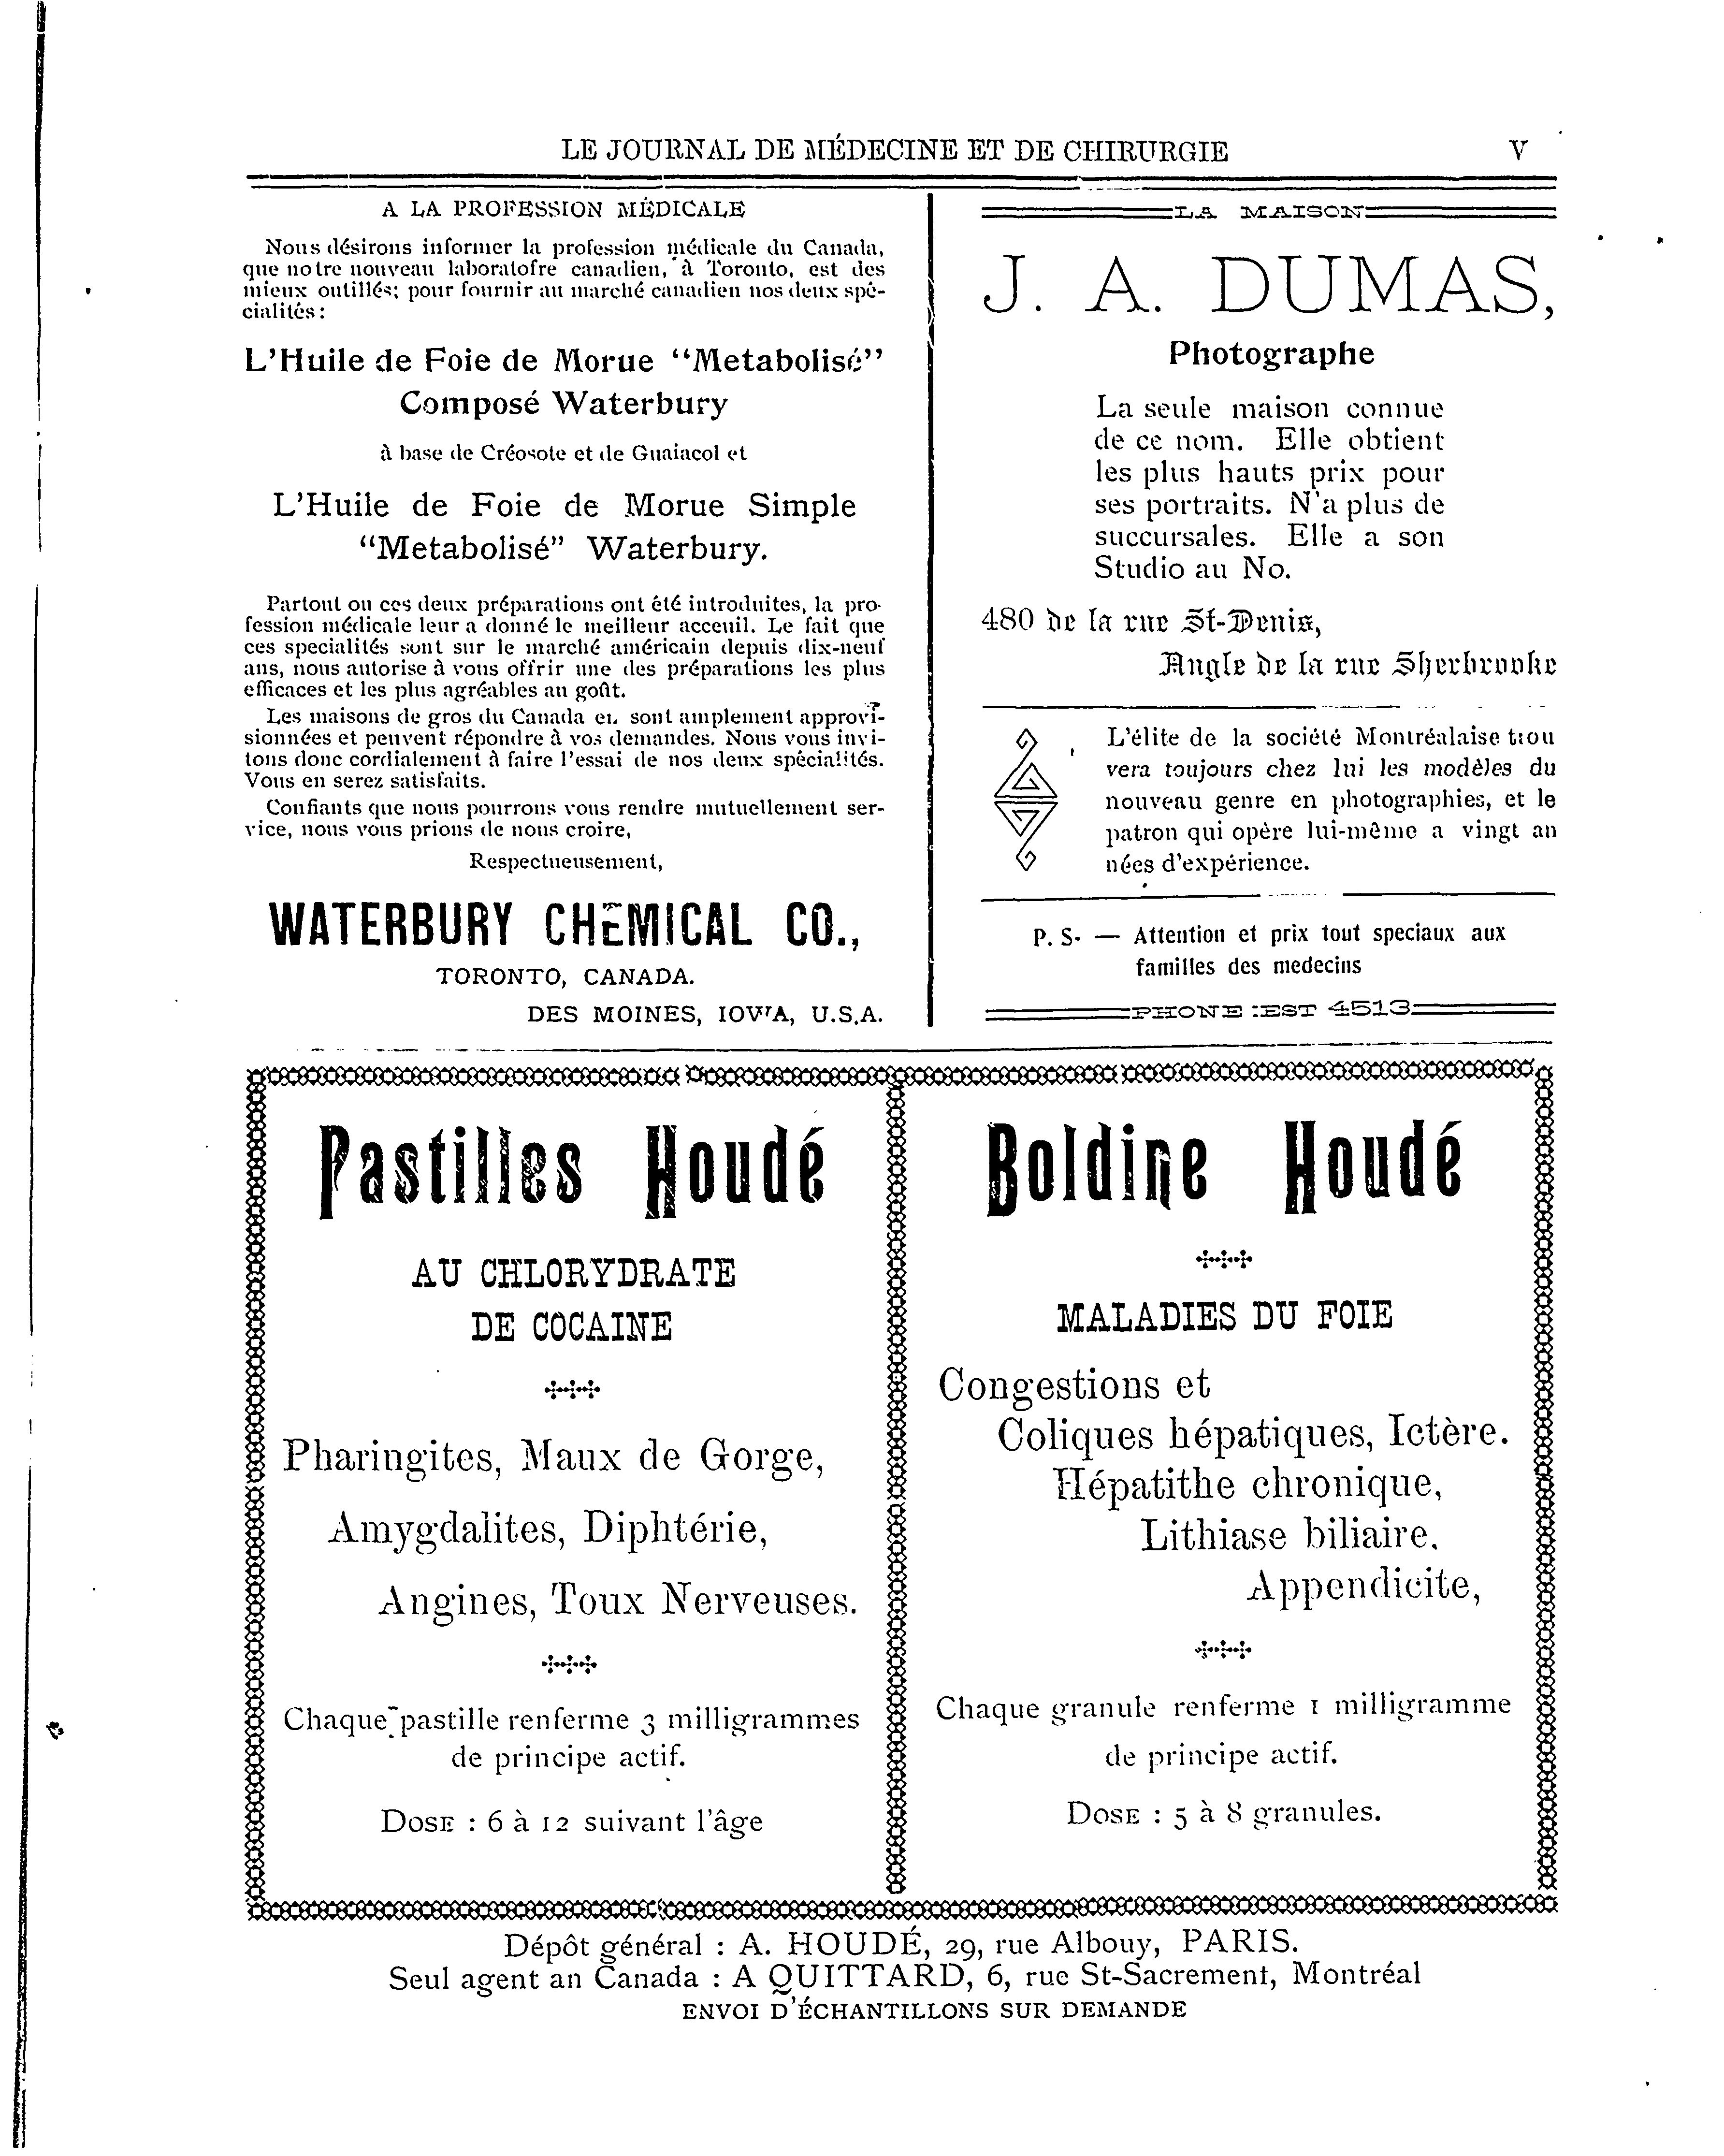 LE JOURNAL DE MÉDECINE ET DE CHIRURGIE V
A LA PROFESSION MÉDICALE
Nous désirons informer la profession médicale du Canada,
que notre nouveau laboratofre canadien, à Toronto, est des
mieux outillés; pour fournir au marché canadien nos deux spé-
cialités:
L'Huile de Foie de Morue "Metabolisé"
Composé Waterbury
à base de Créosote et de Guaiacol et
L'Huile de Foie de Morue Simple
"Metabolisé" Waterbury.
Partout ou ces deux préparations ont été introduites, la pro-
fession médicale leur a donné le meilleur acceuil. Le fait que
ces specialités sont sur le marché américain depuis dix-neuf
ans, nous autorise à vous offrir une des préparations les plus
efficaces et les plus agréables au goût.
Les maisons de gros du Canada en sont amplement approvi-
sionnées et peuvent répondre à vos demandes. Nous vous invi-
tons donc cordialement à faire l'essai de nos deux spécialités.
Vous en serez satisfaits.
Confiants que nous pourrons vous rendre mutuellement ser-
vice, nous vous prions de nous croire,
Respectueusement,
WATERBURY CHEMICAL CO.,
TORONTO, CANADA.
DES MOINES, IOWA, U.S.A.
LA MAISON
J. A. DUMAS,
Photographe
La seule maison connue
de ce nom. Elle obtient
les plus hauts prix pour
ses portraits. N'a plus de
succursales. Elle a son
Studio au No.
480 de la rue St-Denis,
Angle de la rue Sherbrooke
L'élite de la société Montréalaise trou
vera toujours chez lui les modèles du
nouveau genre en photographies, et le
patron qui opère lui-même a vingt an
nées d'expérience.
P. S. — Attention et prix tout speciaux aux
familles des medecins
PHONE :EST 4513
Pastilles Houdé
AU CHLORYDRATE
DE COCAINE
Pharingites, Maux de Gorge,
Amygdalites, Diphtérie,
Angines, Toux Nerveuses.
Chaque pastille renferme 3 milligrammes
de principe actif.
DOSE : 6 à 12 suivant l'âge
Boldine Houdé
MALADIES DU FOIE
Congestions et
Coliques hépatiques, Ictère.
Hépatithe chronique,
Lithiase biliaire,
Appendicite,
Chaque granule renferme 1 milligramme
de principe actif.
DOSE : 5 à 8 granules.
Dépôt général : A. HOUDÉ, 29, rue Albouy, PARIS.
Seul agent an Canada : A QUITTARD, 6, rue St-Sacrement, Montréal
ENVOI D'ÉCHANTILLONS SUR DEMANDE